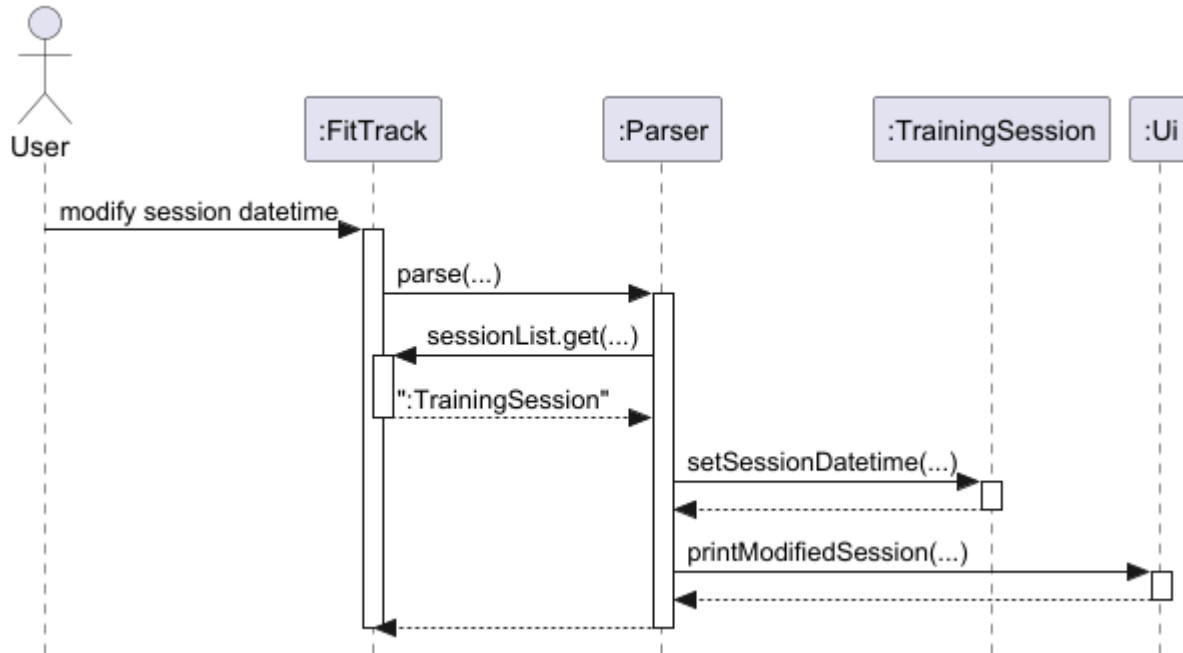 User
:FitTrack
:Parser
:TrainingSession
:Ui
modify session datetime
parse(...)
sessionList.get(...)
":TrainingSession"
setSessionDatetime(...)
printModifiedSession(...)